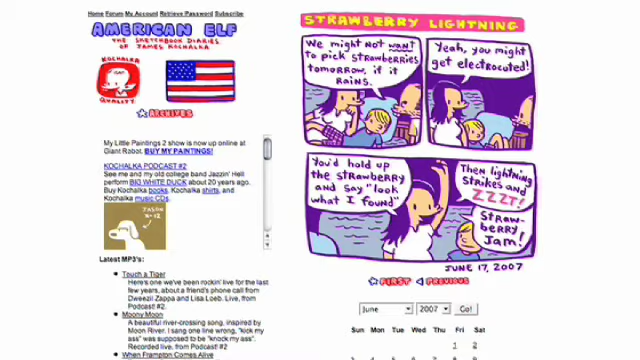 Home Forum My Account Retrieve Password Subscribe
AMERICAN ELF
THE SKETCHBOOK DIARIES
OF JAMES KOCHALKA
KOCHALKA
QUALITY
ARCHIVES
My Little Paintings 2 show is now up online at
Giant Robot. BUY MY PAINTINGS!
KOCHALKA PODCAST #2
See me and my old college band Jazzin' Hell
perform BIG WHITE DUCK about 20 years ago.
Buy Kochalka books, Kochalka shirts, and
Kochalka music CDs.
JASON
X-12
Latest MP3's:
Touch a Tiger
Here's one we've been rockin' live for the last
few years, about a friend's phone call from
Dweezil Zappa and Lisa Loeb. Live, from
Podcast #2.
Moony Moon
A beautiful river-crossing song, inspired by
Moon River. I sang one line wrong, "kick my
ass" was supposed to be "knock my ass".
Recorded live, from Podcast #2
When Frampton Comes Alive
STRAWBERRY LIGHTNING
We might not want
to pick strawberries
tomorrow, if it
rains.
Yeah, you might
get electrocuted!
You'd hold up
the strawberry
and say "look
what I found"
Then lightning
strikes and
ZZZT!
Straw-
berry
Jam!
JUNE 17, 2007
FIRST PREVIOUS
June 2007 Go!
Sun Mon Tue Wed Thu Fri Sat
1 2